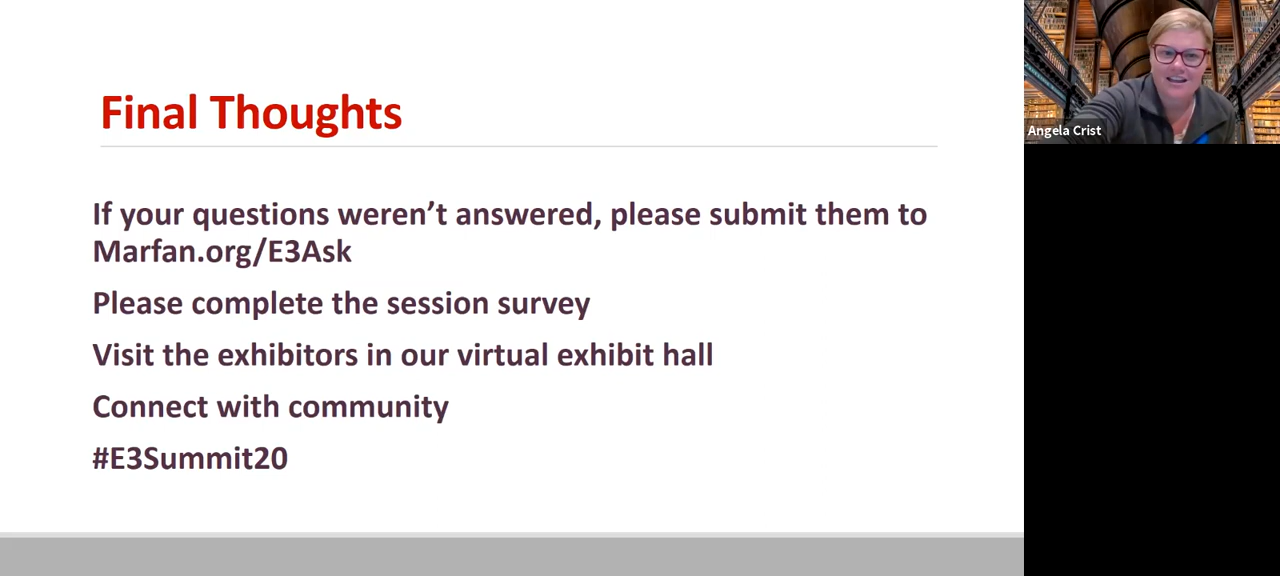 Final Thoughts
If your questions weren’t answered, please submit them to
Marfan.org/E3Ask
Please complete the session survey
Visit the exhibitors in our virtual exhibit hall
Connect with community
#E3Summit20
Angela Crist